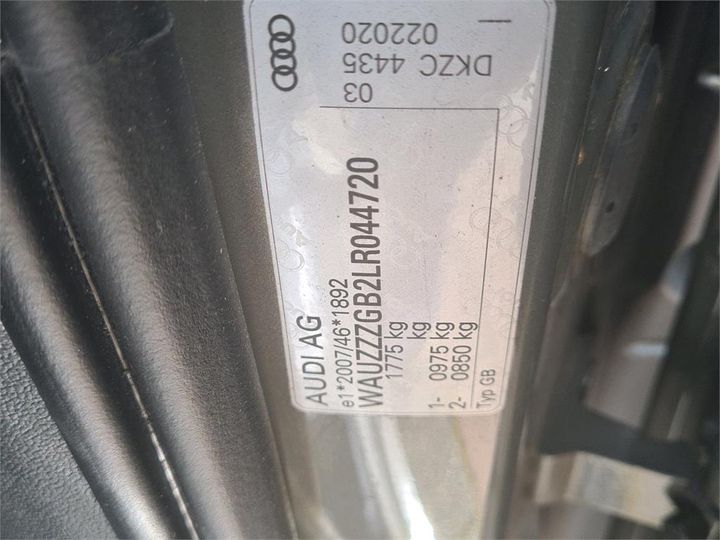 AUDI AG
e1*2007/46*1892
WAUZZZGB2LR044720
1775 kg
kg
1- 0975 kg
2- 0850 kg
Typ GB
03
DKZC 4435
022020